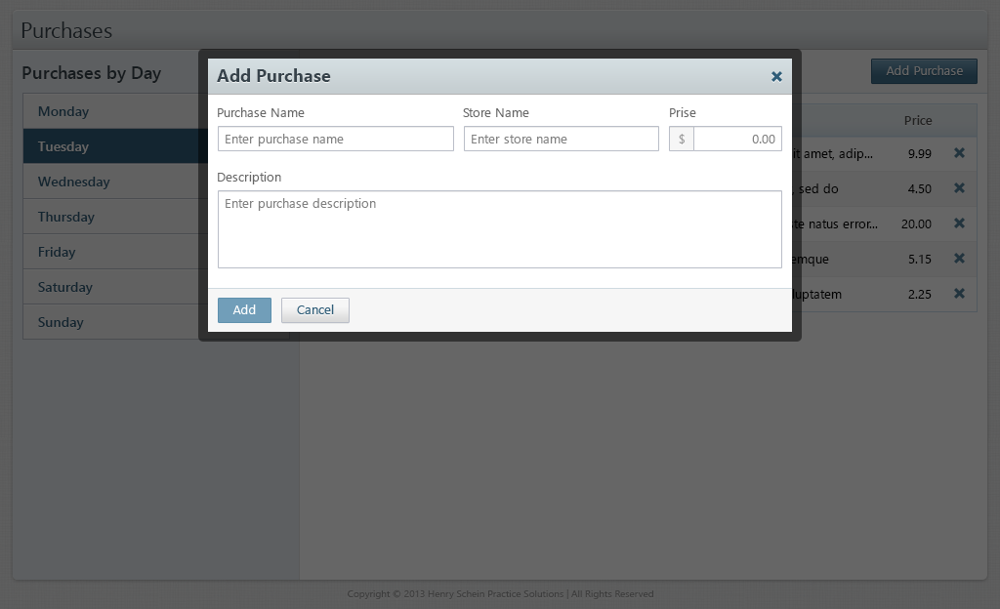 Purchases
Purchases by Day
Add Purchase
Monday
Tuesday
Wednesday
Thursday
Friday
Saturday
Sunday
Add Purchase
Purchase Name
Store Name
Prise
Enter purchase name
Enter store name
$
0.00
Description
Enter purchase description
Add
Cancel
Price
it amet, adip... 9.99
sed do 4.50
natus error... 20.00
emque 5.15
luptatem 2.25
Copyright © 2013 Henry Schein Practice Solutions | All Rights Reserved